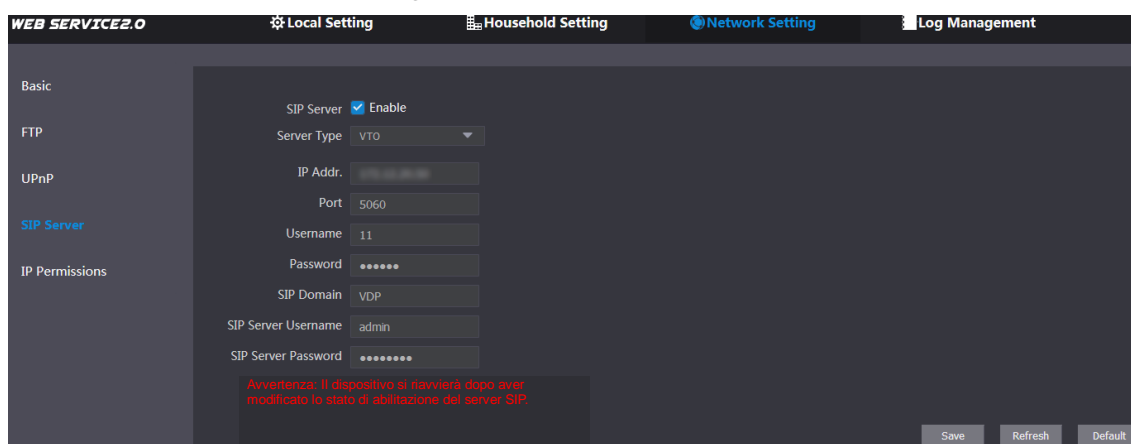 WEB SERVICE2.0 Local Setting Household Setting Network Setting Log Management
Basic
FTP
UPnP
SIP Server
IP Permissions
SIP Server Enable
Server Type VTO
IP Addr.
Port 5060
Username 11
Password ●●●●●●
SIP Domain VDP
SIP Server Username admin
SIP Server Password ●●●●●●●●
Avvertenza: Il dispositivo si riavvierà dopo aver
modificato lo stato di abilitazione del server SIP.
Save Refresh Default